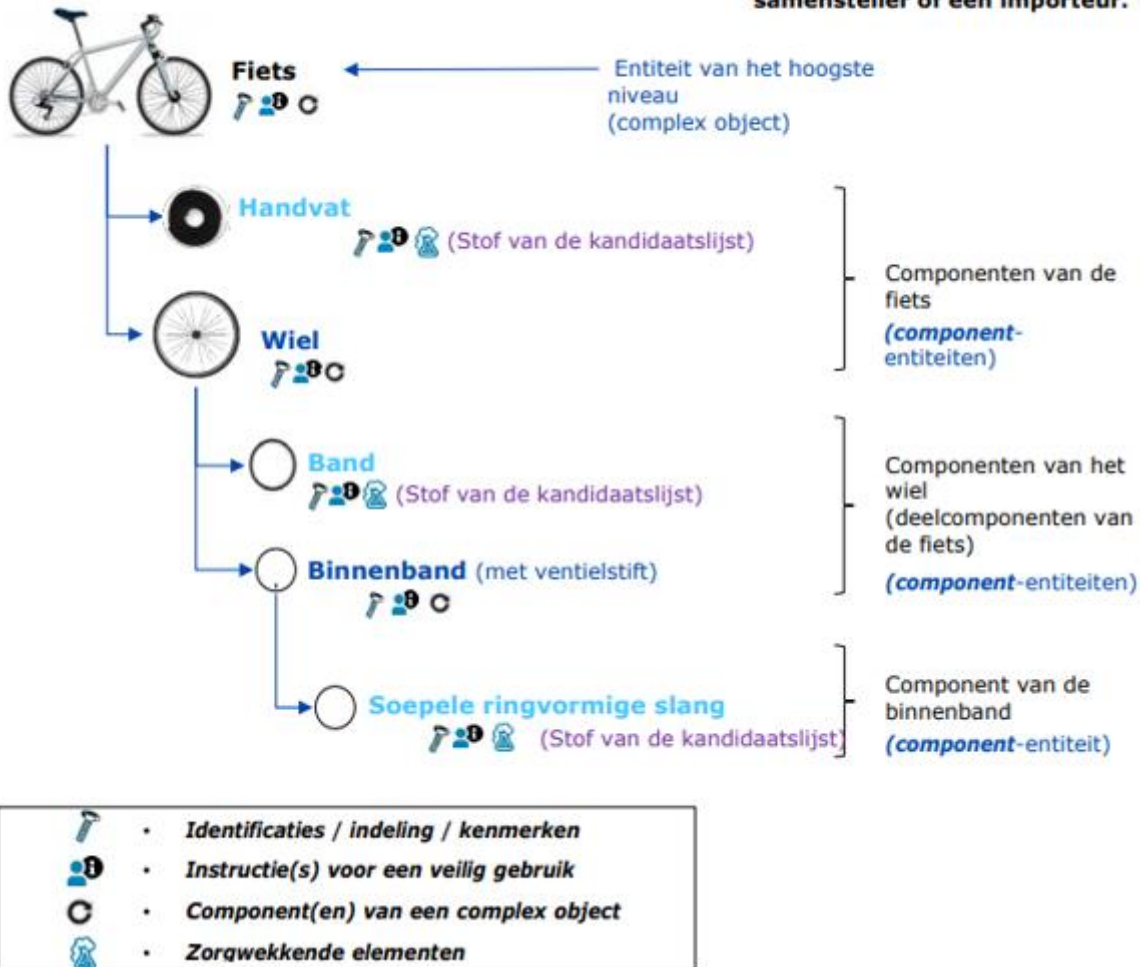 samensteller of een importeur.
Fiets
Entiteit van het hoogste
niveau
(complex object)
Handvat
(Stof van de kandidaatslijst)
Wiel
Componenten van de
fiets
(component-
entiteiten)
Band
(Stof van de kandidaatslijst)
Binnenband (met ventielstift)
Componenten van het
wiel
(deelcomponenten van
de fiets)
(component-entiteiten)
Soepele ringvormige slang
(Stof van de kandidaatslijst)
Component van de
binnenband
(component-entiteit)
• Identificaties / indeling / kenmerken
• Instructie(s) voor een veilig gebruik
• Component(en) van een complex object
• Zorgwekkende elementen